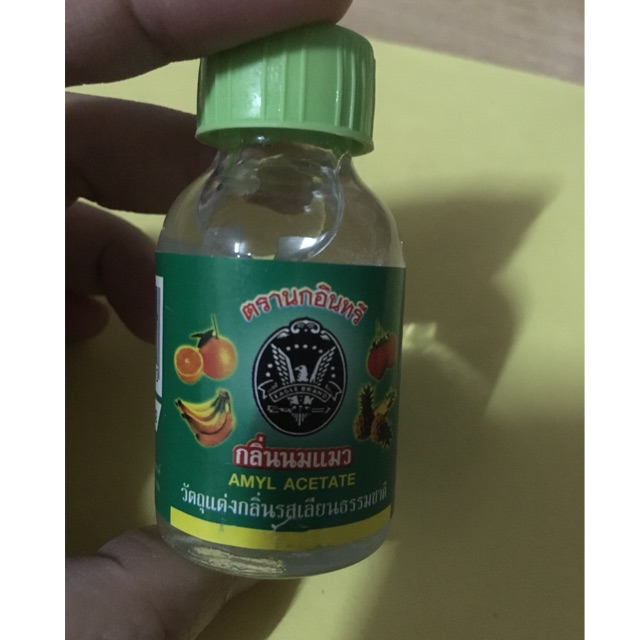 ตรานกอินทรี
EAGLE BRAND
กลิ่นนมแมว
AMYL ACETATE
วัตถุแต่งกลิ่นรสเลียนธรรมชาติ